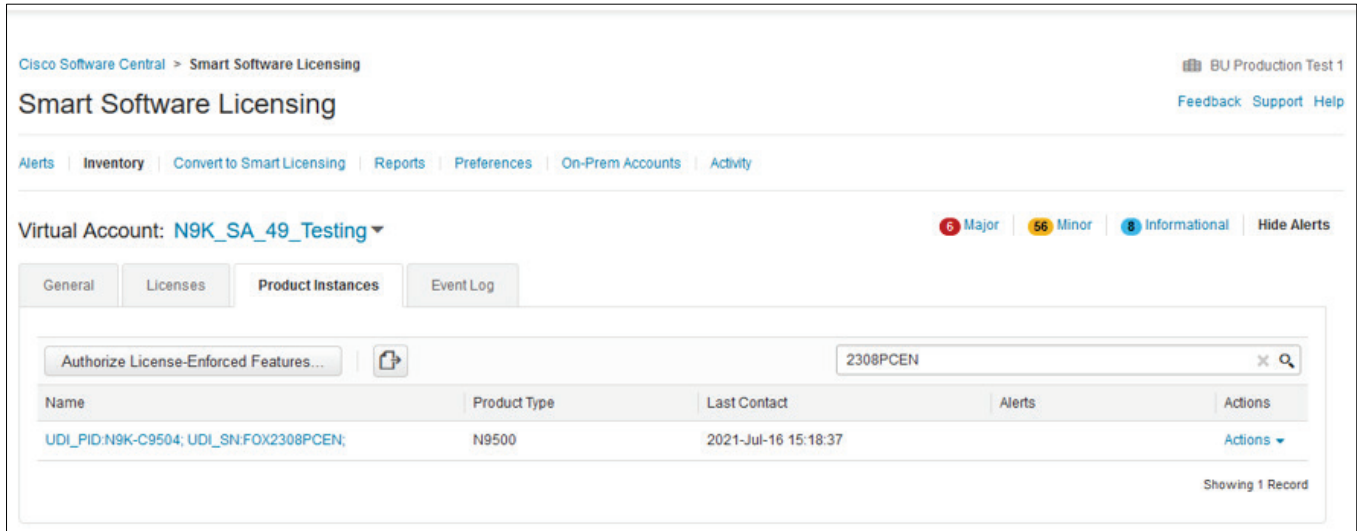 Cisco Software Central > Smart Software Licensing
BU Production Test 1
Smart Software Licensing
Feedback Support Help
Alerts Inventory Convert to Smart Licensing Reports Preferences On-Prem Accounts Activity
Virtual Account: N9K_SA_49_Testing
6 Major 56 Minor 8 Informational Hide Alerts
General Licenses Product Instances Event Log
Authorize License-Enforced Features...
2308PCEN
Name Product Type Last Contact Alerts Actions
UDI_PID:N9K-C9504; UDI_SN:FOX2308PCEN; N9500 2021-Jul-16 15:18:37 Actions
Showing 1 Record